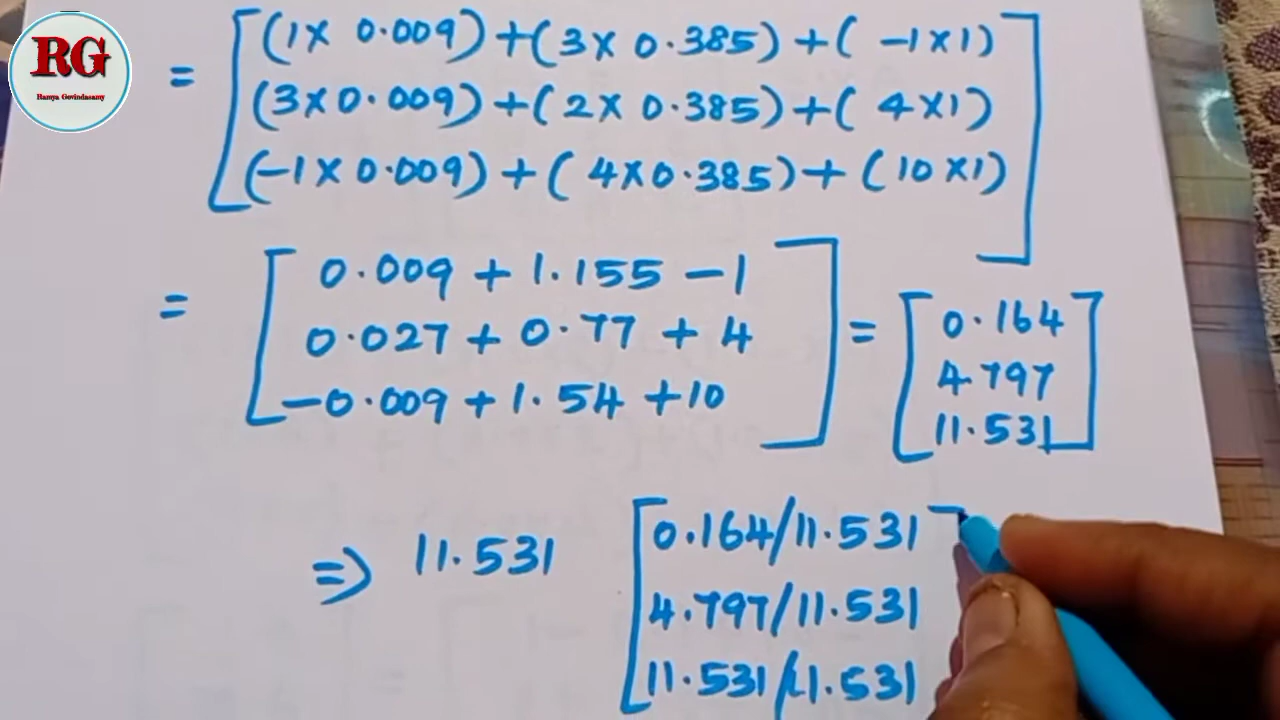 RG
Ramya Govindasamy
= [(1× 0.009) + (3 × 0.385) + ( -1×1)
(3×0.009) + (2× 0.385) + ( 4×1)
(-1×0.009) + ( 4×0.385) + (10×1)]
= [0.009 + 1.155 -1
0.027 + 0.77 + 4
-0.009 + 1.54 +10] = [0.164
4.797
11.531]
⇒ 11.531 [0.164/11.531
4.797/11.531
11.531/11.531